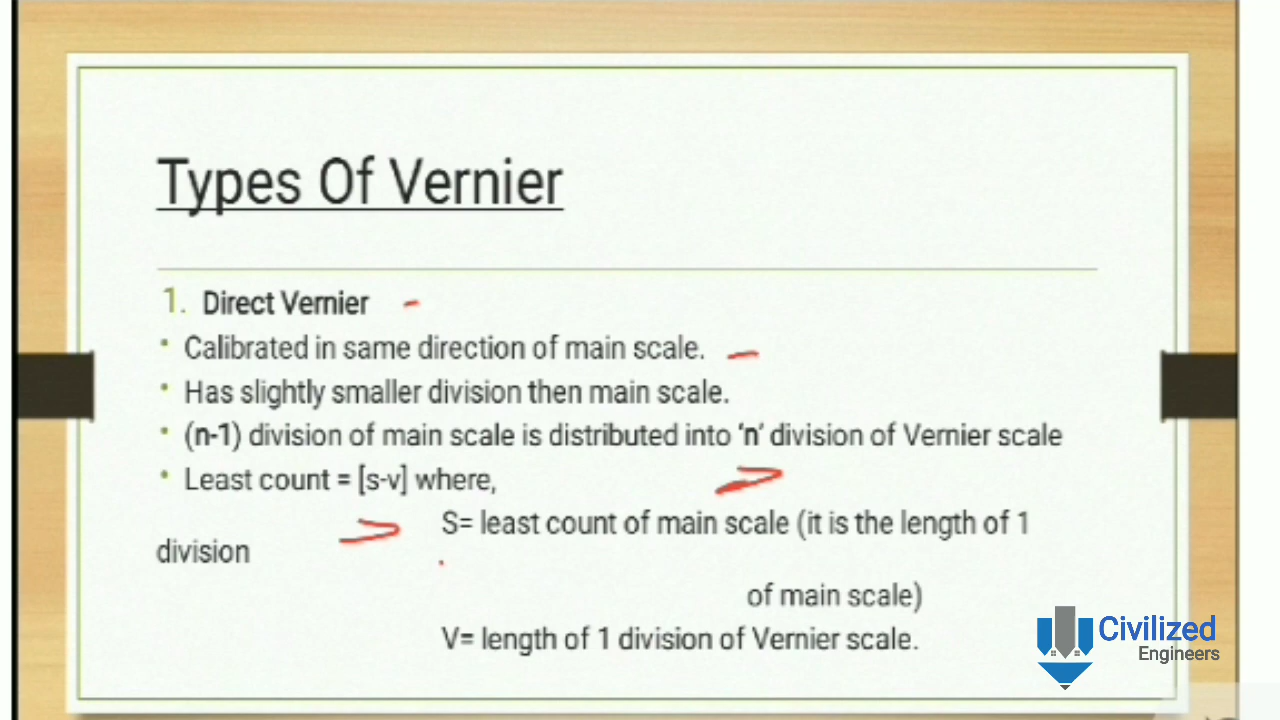 Types Of Vernier
1. Direct Vernier
• Calibrated in same direction of main scale.
• Has slightly smaller division then main scale.
• (n-1) division of main scale is distributed into ‘n’ division of Vernier scale
• Least count = [s-v] where,
S= least count of main scale (it is the length of 1
division
of main scale)
V= length of 1 division of Vernier scale.
Civilized
Engineers